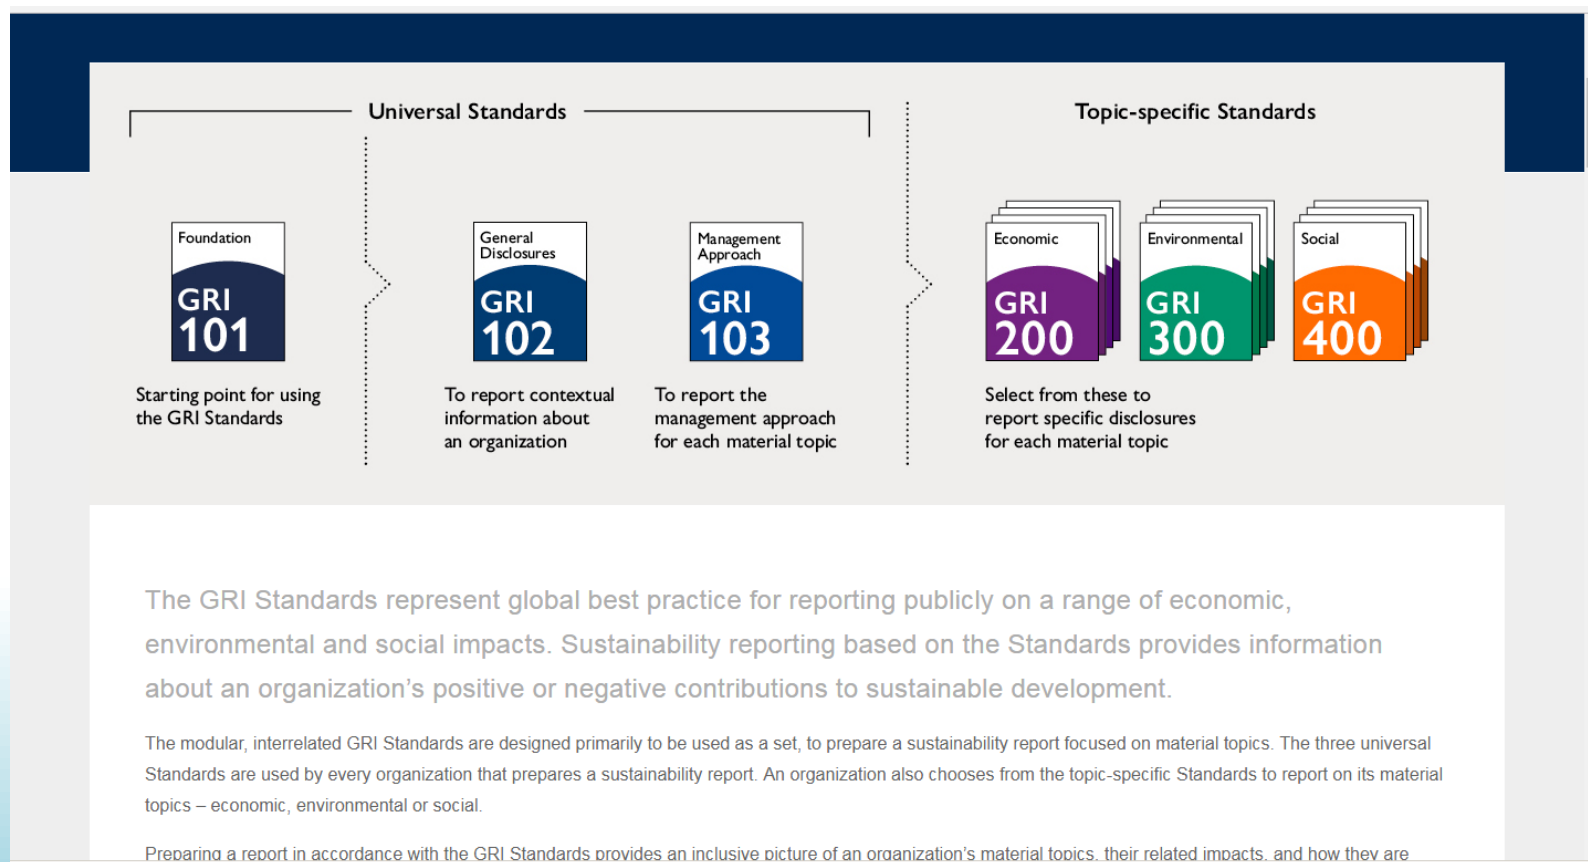 Universal Standards
Topic-specific Standards
Foundation
GRI
101
General
Disclosures
GRI
102
Management
Approach
GRI
103
Economic
GRI
200
Environmental
GRI
300
Social
GRI
400
Starting point for using
the GRI Standards
To report contextual
information about
an organization
To report the
management approach
for each material topic
Select from these to
report specific disclosures
for each material topic
The GRI Standards represent global best practice for reporting publicly on a range of economic,
environmental and social impacts. Sustainability reporting based on the Standards provides information
about an organization’s positive or negative contributions to sustainable development.
The modular, interrelated GRI Standards are designed primarily to be used as a set, to prepare a sustainability report focused on material topics. The three universal
Standards are used by every organization that prepares a sustainability report. An organization also chooses from the topic-specific Standards to report on its material
topics – economic, environmental or social.
Preparing a report in accordance with the GRI Standards provides an inclusive picture of an organization’s material topics, their related impacts, and how they are